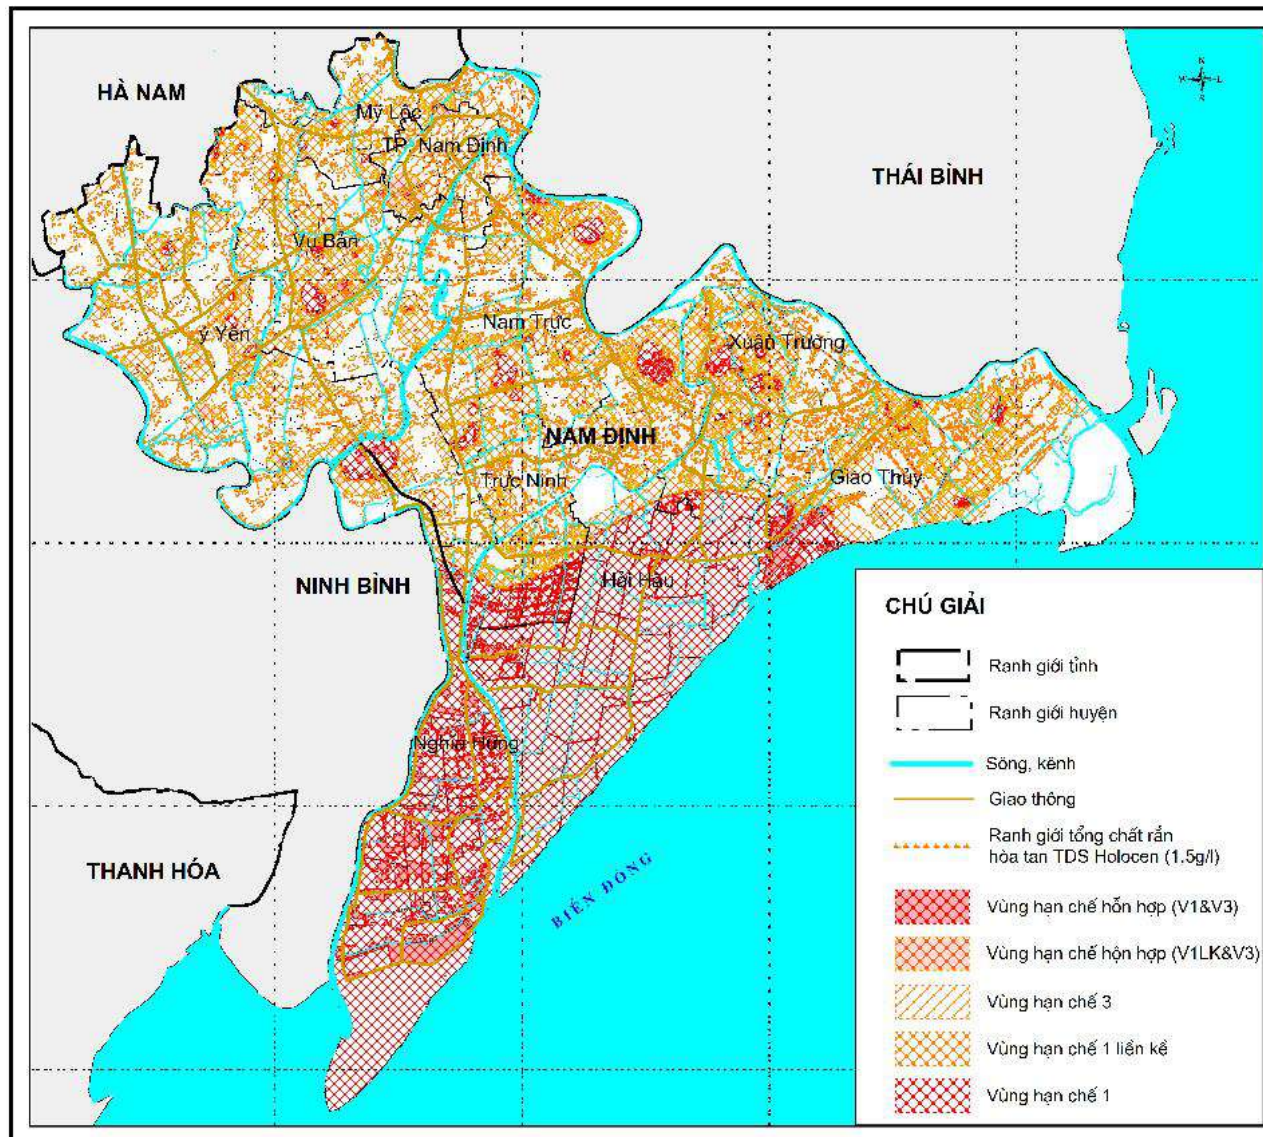 HÀ NAM
Mỹ Lộc
TP. Nam Định
THÁI BÌNH
Vụ Bản
Nam Trực
ý Yên
Xuân Trường
NAM ĐỊNH
Trực Ninh
Giao Thủy
NINH BÌNH
Hải Hậu
Nghĩa Hưng
THANH HÓA
BIỂN ĐÔNG
CHÚ GIẢI
Ranh giới tỉnh
Ranh giới huyện
Sông, kênh
Giao thông
Ranh giới tổng chất rắn
hòa tan TDS Holocen (1.5g/l)
Vùng hạn chế hỗn hợp (V1&V3)
Vùng hạn chế hộn hợp (V1LK&V3)
Vùng hạn chế 3
Vùng hạn chế 1 liền kề
Vùng hạn chế 1